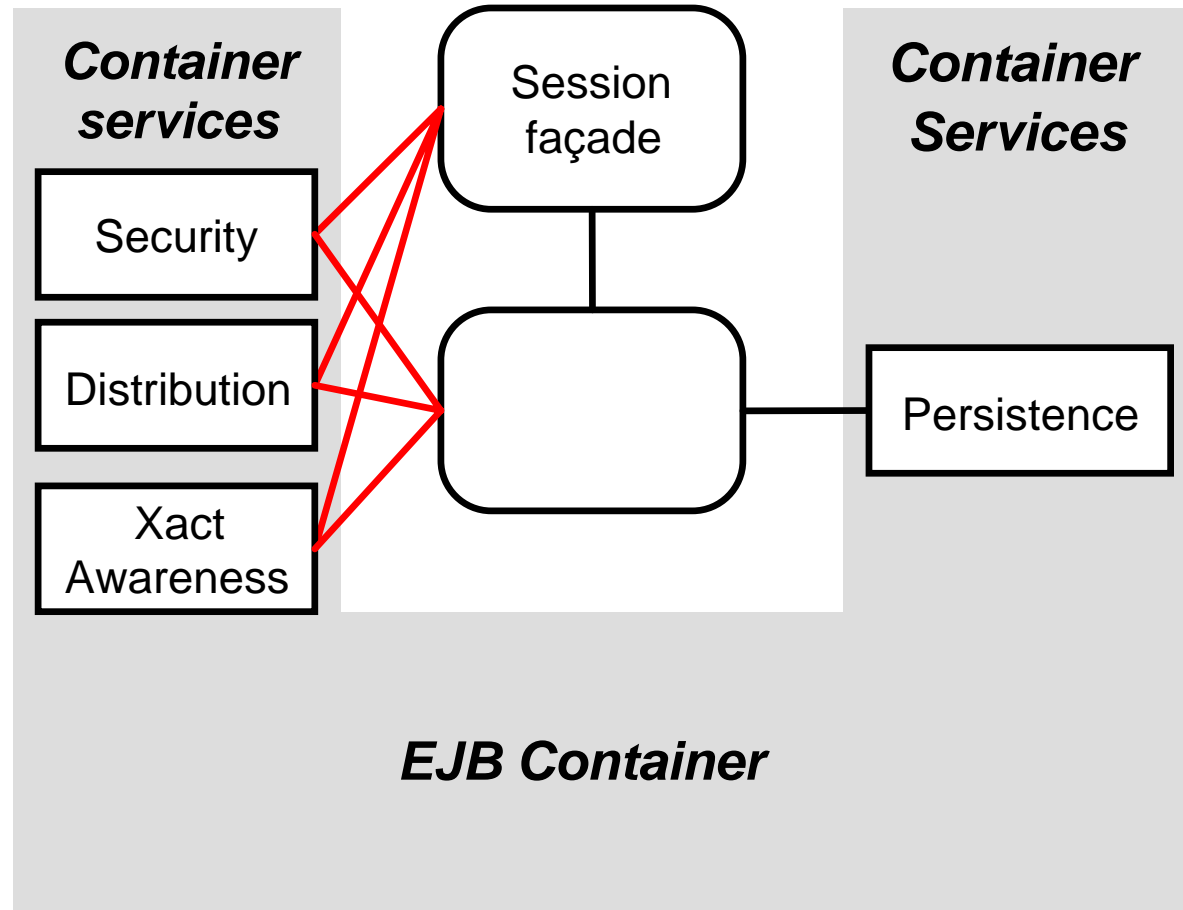 Container
services
Security
Distribution
Xact
Awareness
Session
façade
Container
Services
Persistence
EJB Container